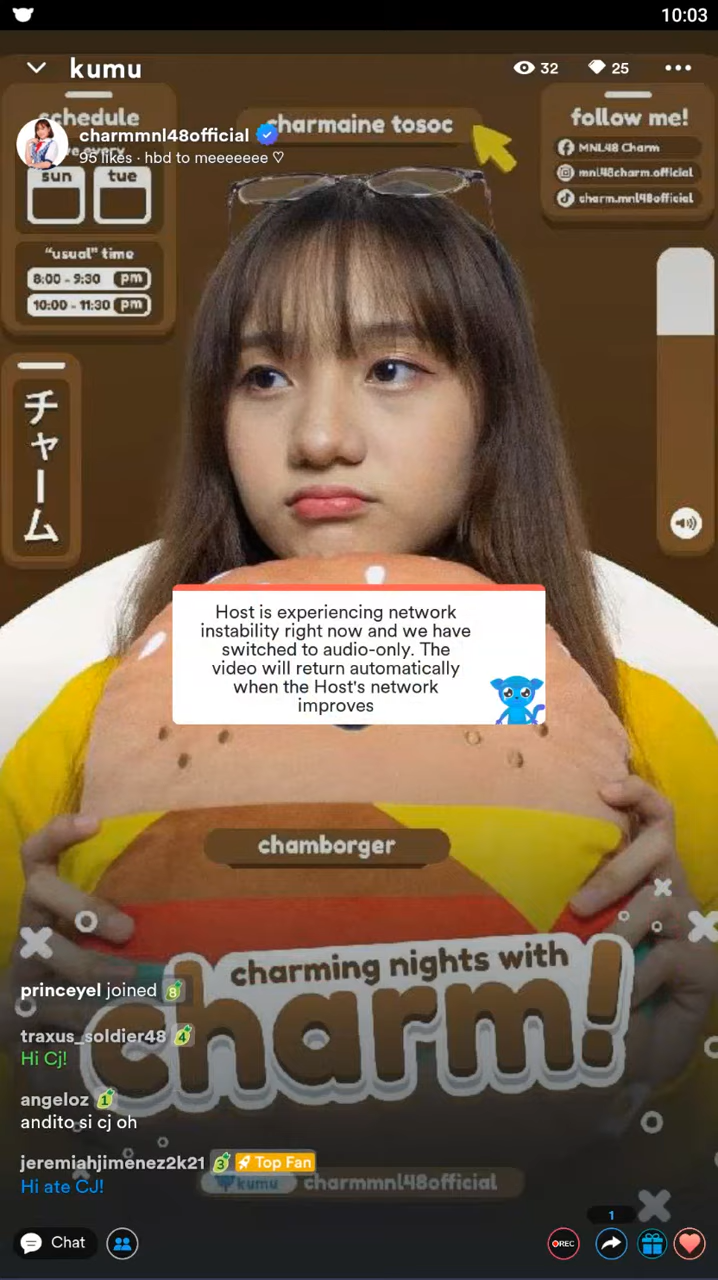 10:03
kumu
32
25
schedule
charmaine tosoc
follow me!
charmmnl48official
95 likes · hbd to meeeeeee ♡
MNL48 Charm
mnl48charm.official
charm.mnl48official
sun
tue
"usual" time
8:00 - 9:30 pm
10:00 - 11:30 pm
チャーム
Host is experiencing network
instability right now and we have
switched to audio-only. The
video will return automatically
when the Host's network
improves
chamborger
charming nights with
charm!
princeyel joined 8
traxus_soldier48 4
Hi Cj!
angeloz 1
andito si cj oh
jeremiahjimenez2k21 3 Top Fan
Hi ate CJ!
kumu charmmnl48official
1
Chat
REC